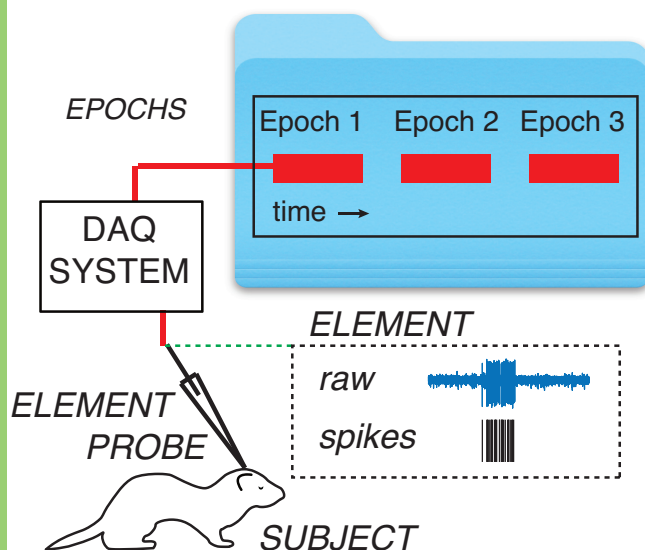 EPOCHS
Epoch 1 Epoch 2 Epoch 3
time →
DAQ
SYSTEM
ELEMENT
raw
spikes
ELEMENT
PROBE
SUBJECT